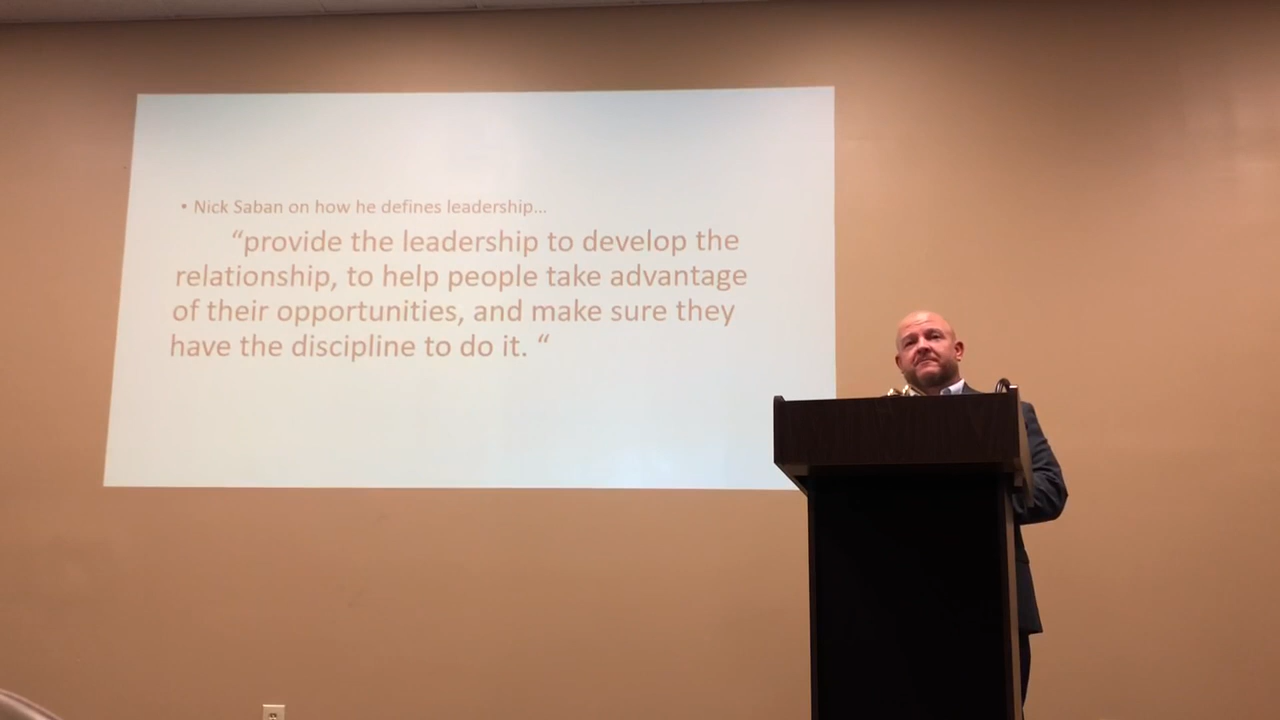 • Nick Saban on how he defines leadership...
“provide the leadership to develop the
relationship, to help people take advantage
of their opportunities, and make sure they
have the discipline to do it. “